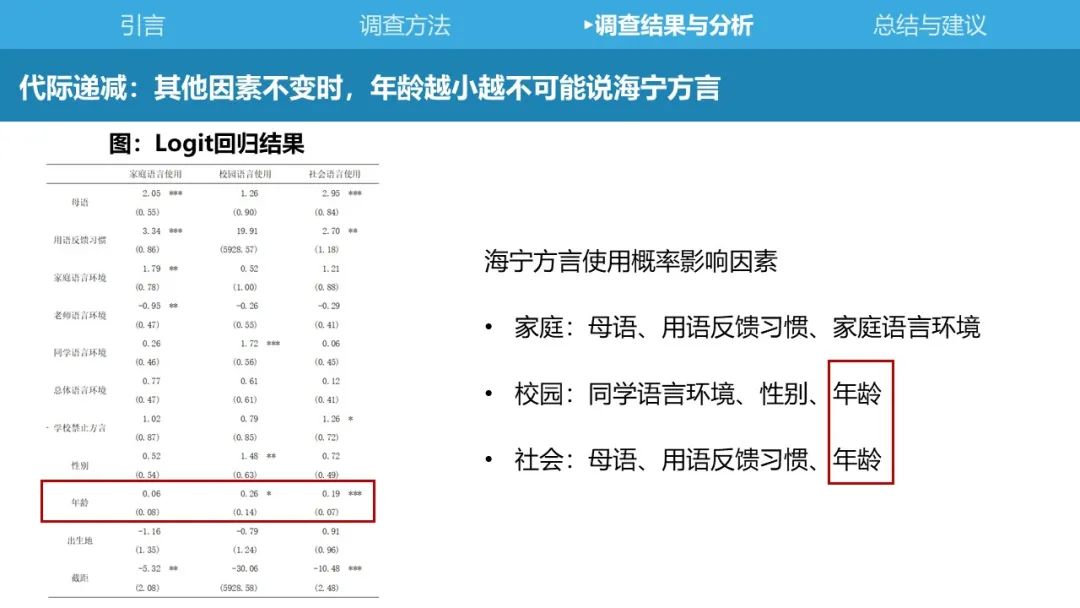 引言 调查方法 ▸调查结果与分析 总结与建议
代际递减：其他因素不变时，年龄越小越不可能说海宁方言
图：Logit回归结果
家庭语言使用 校园语言使用 社会语言使用
母语 2.05 *** 1.26 2.95 ***
(0.55) (0.90) (0.84)
用语反馈习惯 3.34 *** 19.91 2.70 **
(0.86) (5928.57) (1.18)
家庭语言环境 1.79 ** 0.52 1.21
(0.78) (1.00) (0.88)
老师语言环境 -0.95 ** -0.26 -0.29
(0.47) (0.55) (0.41)
同学语言环境 0.26 1.72 *** 0.06
(0.46) (0.56) (0.45)
总体语言环境 0.77 0.61 0.12
(0.47) (0.61) (0.41)
学校禁止方言 1.02 0.79 1.26 *
(0.87) (0.85) (0.72)
性别 0.52 1.48 ** 0.72
(0.54) (0.63) (0.49)
年龄 0.06 0.26 * 0.19 ***
(0.08) (0.14) (0.07)
出生地 -1.16 -0.79 0.91
(1.35) (1.24) (0.96)
截距 -5.32 ** -30.06 -10.48 ***
(2.08) (5928.58) (2.48)
海宁方言使用概率影响因素
• 家庭：母语、用语反馈习惯、家庭语言环境
• 校园：同学语言环境、性别、年龄
• 社会：母语、用语反馈习惯、年龄